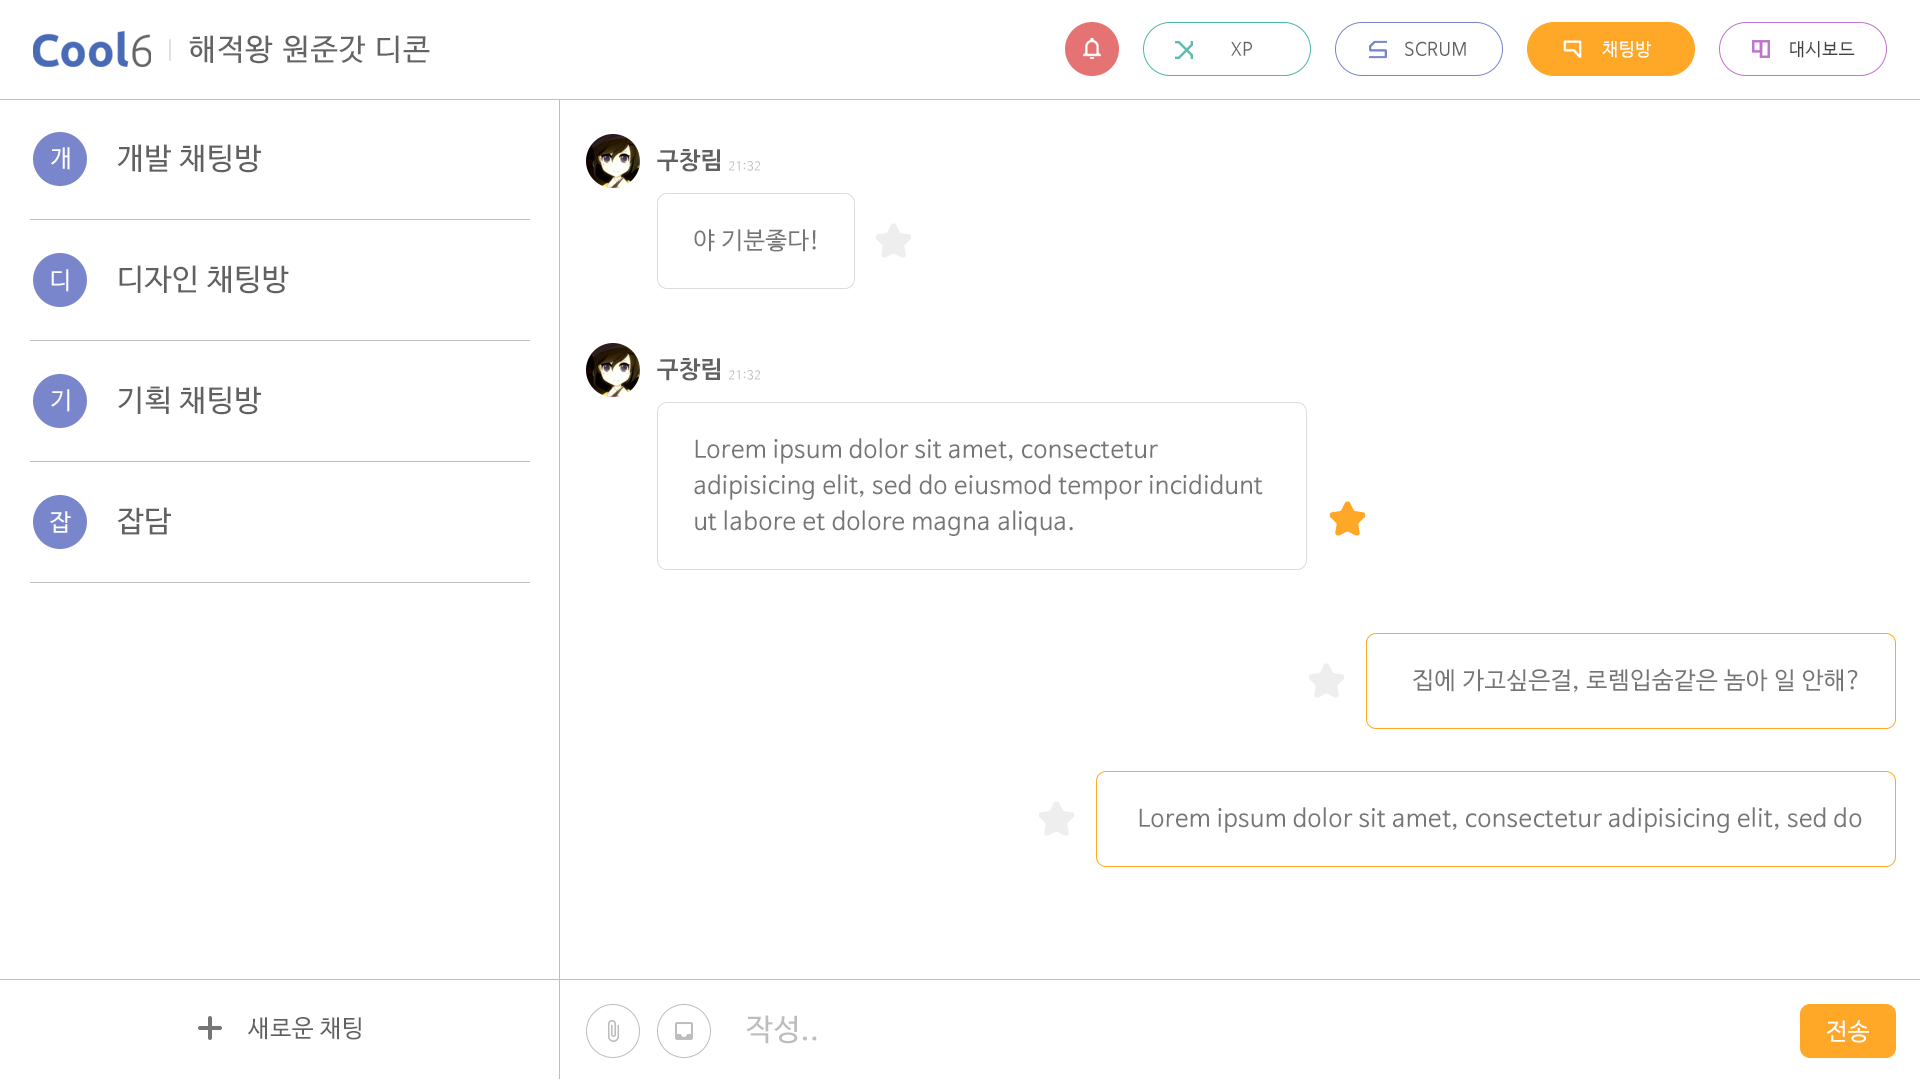 Cool6 해적왕 원준갓 디콘
XP
SCRUM
채팅방
대시보드
개 개발 채팅방
디 디자인 채팅방
기 기획 채팅방
잡 잡담
새로운 채팅
구창림 21:32
야 기분좋다!
구창림 21:32
Lorem ipsum dolor sit amet, consectetur
adipisicing elit, sed do eiusmod tempor incididunt
ut labore et dolore magna aliqua.
집에 가고싶은걸, 로렘입숨같은 놈아 일 안해?
Lorem ipsum dolor sit amet, consectetur adipisicing elit, sed do
작성..
전송